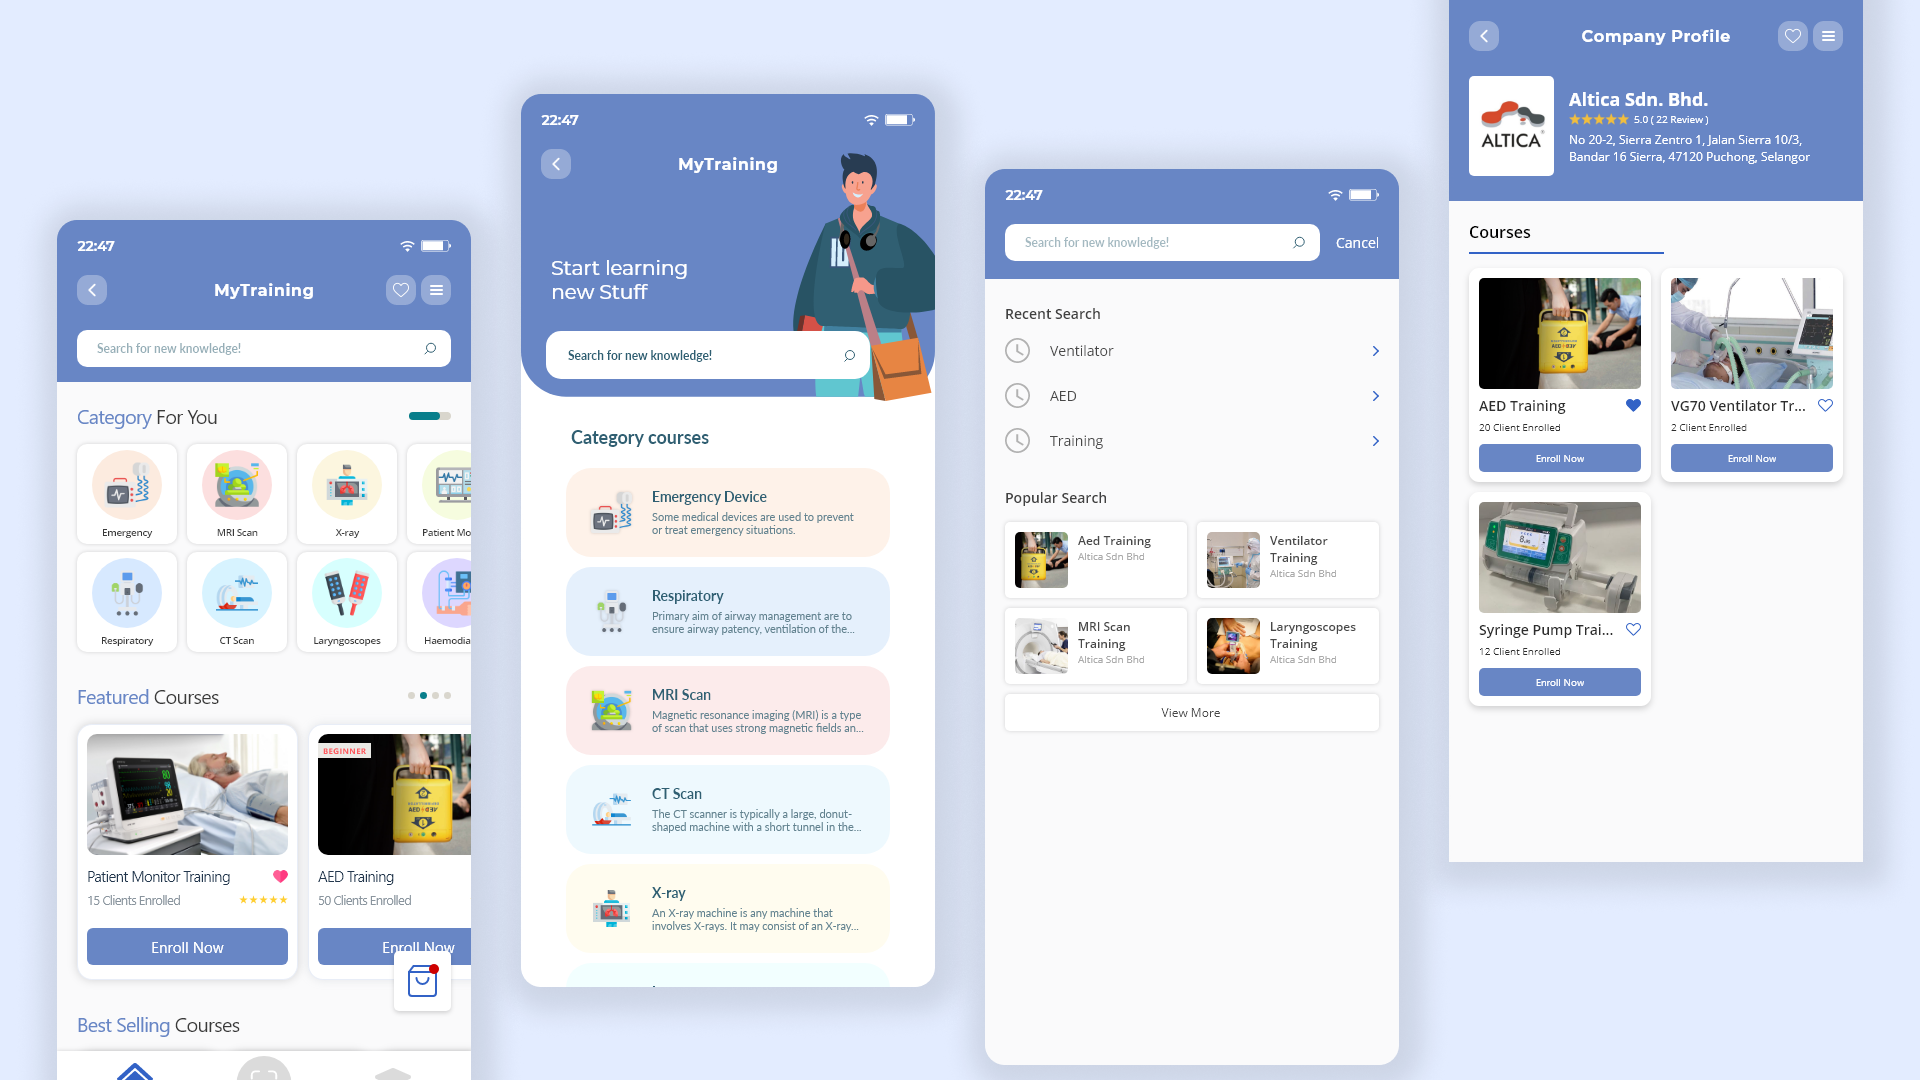 22:47
MyTraining
Search for new knowledge!
Category For You
Emergency
MRI Scan
X-ray
Patient Mo
Respiratory
CT Scan
Laryngoscopes
Haemodia
Featured Courses
BEGINNER
Patient Monitor Training
15 Clients Enrolled
Enroll Now
AED Training
50 Clients Enrolled
Enroll Now
Best Selling Courses
22:47
MyTraining
Start learning
new Stuff
Search for new knowledge!
Category courses
Emergency Device
Some medical devices are used to prevent
or treat emergency situations.
Respiratory
Primary aim of airway management are to
ensure airway patency, ventilation of the...
MRI Scan
Magnetic resonance imaging (MRI) is a type
of scan that uses strong magnetic fields an...
CT Scan
The CT scanner is typically a large, donut-
shaped machine with a short tunnel in the...
X-ray
An X-ray machine is any machine that
involves X-rays. It may consist of an X-ray...
22:47
Search for new knowledge!
Cancel
Recent Search
Ventilator
AED
Training
Popular Search
Aed Training
Altica Sdn Bhd
Ventilator
Training
Altica Sdn Bhd
MRI Scan
Training
Altica Sdn Bhd
Laryngoscopes
Training
Altica Sdn Bhd
View More
Company Profile
ALTICA
Altica Sdn. Bhd.
5.0 ( 22 Review )
No 20-2, Sierra Zentro 1, Jalan Sierra 10/3,
Bandar 16 Sierra, 47120 Puchong, Selangor
Courses
AED Training
20 Client Enrolled
Enroll Now
VG70 Ventilator Tr...
2 Client Enrolled
Enroll Now
Syringe Pump Trai...
12 Client Enrolled
Enroll Now